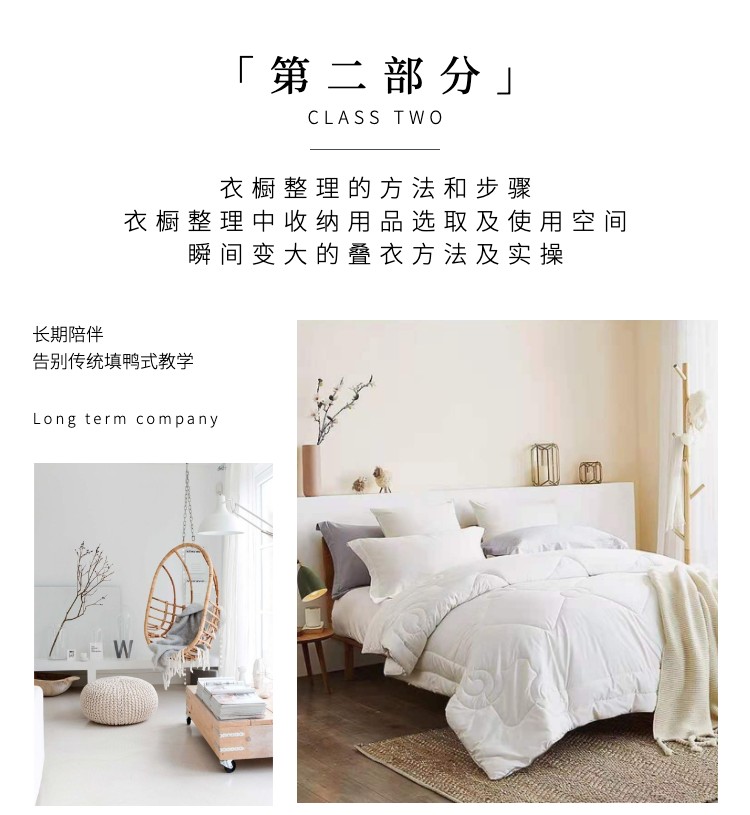 「第二部分」
CLASS TWO
衣橱整理的方法和步骤
衣橱整理中收纳用品选取及使用空间
瞬间变大的叠衣方法及实操
长期陪伴
告别传统填鸭式教学
Long term company
W